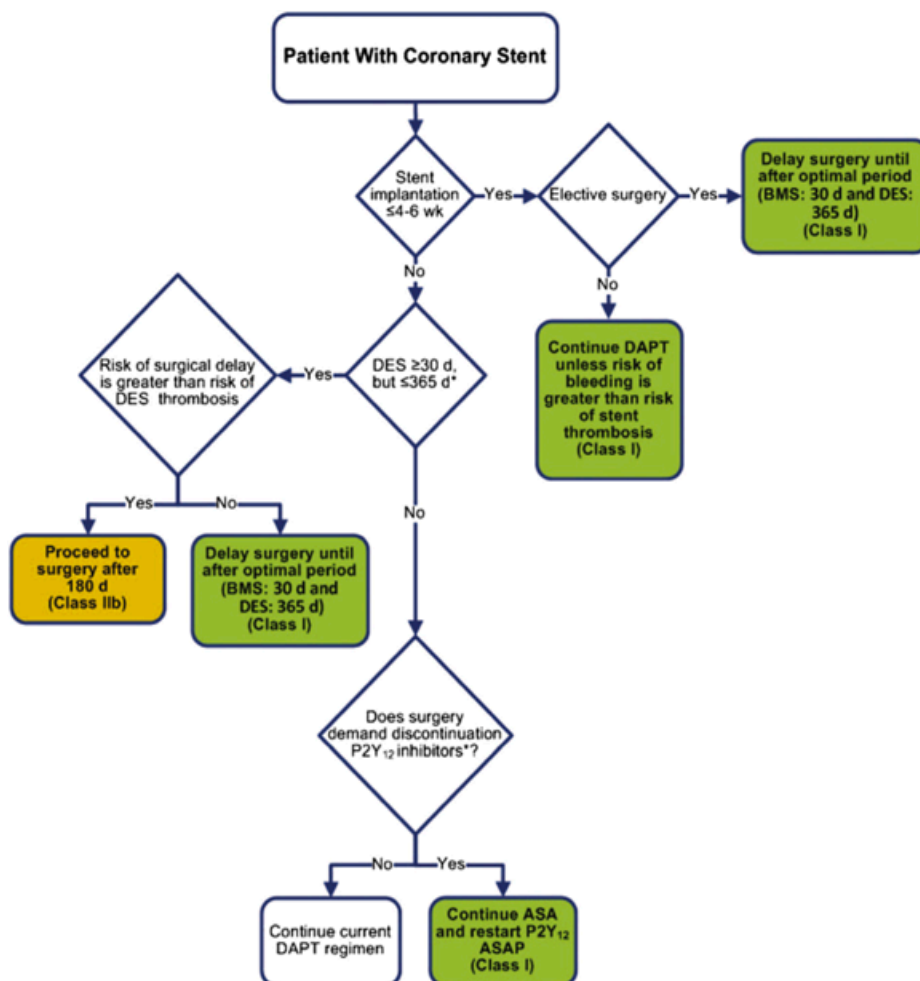 Patient With Coronary Stent
Stent
implantation
≤4-6 wk
Yes
Elective surgery
Yes
Delay surgery until
after optimal period
(BMS: 30 d and DES:
365 d)
(Class I)
No
No
Continue DAPT
unless risk of
bleeding is
greater than risk
of stent
thrombosis
(Class I)
DES ≥30 d,
but ≤365 d*
Yes
Risk of surgical delay
is greater than risk of
DES thrombosis
Yes
No
Proceed to
surgery after
180 d
(Class IIb)
Delay surgery until
after optimal period
(BMS: 30 d and
DES: 365 d)
(Class I)
No
Does surgery
demand discontinuation
P2Y₁₂ inhibitors*?
No
Yes
Continue current
DAPT regimen
Continue ASA
and restart P2Y₁₂
ASAP
(Class I)